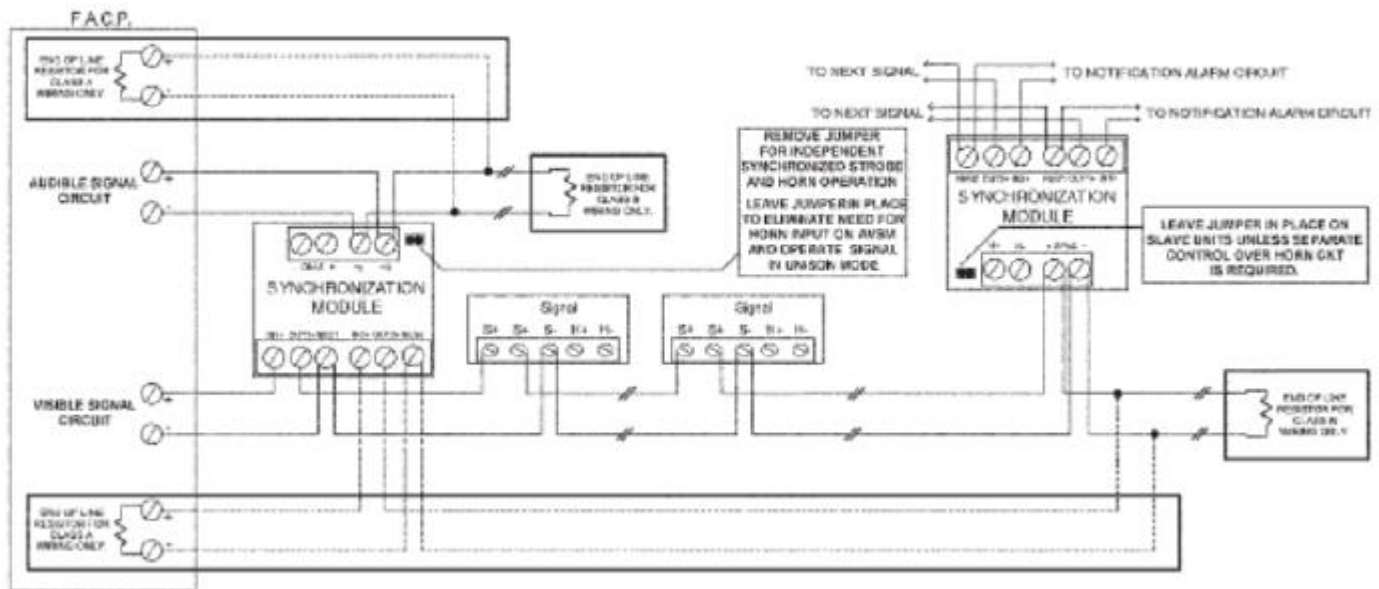 F.A.C.P.
END OF LINE
RESISTOR FOR
CLASS A
WIRING ONLY.
+
-
AUDIBLE SIGNAL
CIRCUIT
+
-
END OF LINE
RESISTOR FOR
CLASS B
WIRING ONLY.
SYNCHRONIZATION
MODULE
REMOVE JUMPER
FOR INDEPENDENT
SYNCHRONIZED STROBE
AND HORN OPERATION
LEAVE JUMPER IN PLACE
TO ELIMINATE NEED FOR
HORN INPUT ON AVSM
AND OPERATE SIGNAL
IN UNISON MODE
TO NEXT SIGNAL
TO NOTIFICATION ALARM CIRCUIT
TO NEXT SIGNAL
TO NOTIFICATION ALARM CIRCUIT
SYNCHRONIZATION
MODULE
LEAVE JUMPER IN PLACE ON
SLAVE UNITS UNLESS SEPARATE
CONTROL OVER HORN CKT
IS REQUIRED.
Signal
S+ S+ S- H+ H-
Signal
S+ S+ S- H+ H-
VISIBLE SIGNAL
CIRCUIT
+
-
END OF LINE
RESISTOR FOR
CLASS B
WIRING ONLY
END OF LINE
RESISTOR FOR
CLASS A
WIRING ONLY.
+
-